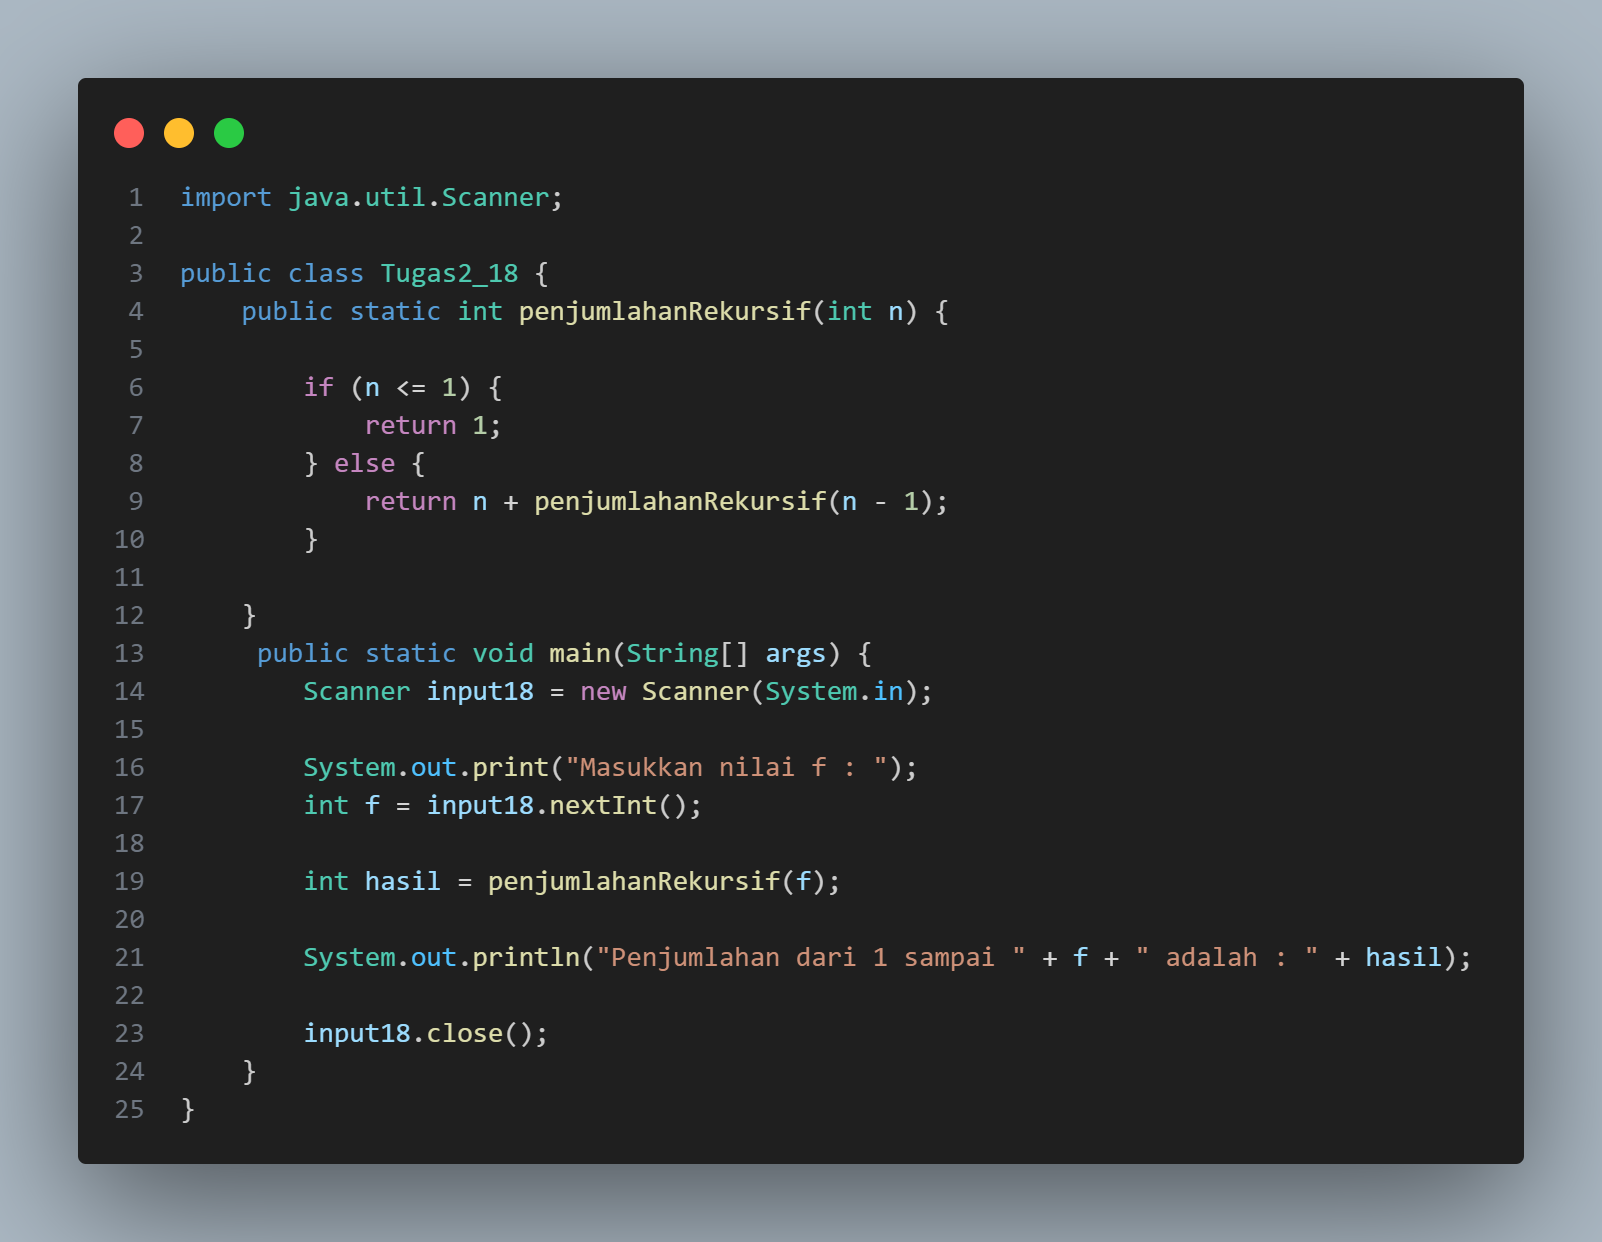 1 import java.util.Scanner;
2
3 public class Tugas2_18 {
4     public static int penjumlahanRekursif(int n) {
5
6         if (n <= 1) {
7             return 1;
8         } else {
9             return n + penjumlahanRekursif(n - 1);
10         }
11
12     }
13      public static void main(String[] args) {
14         Scanner input18 = new Scanner(System.in);
15
16         System.out.print("Masukkan nilai f : ");
17         int f = input18.nextInt();
18
19         int hasil = penjumlahanRekursif(f);
20
21         System.out.println("Penjumlahan dari 1 sampai " + f + " adalah : " + hasil);
22
23         input18.close();
24     }
25 }